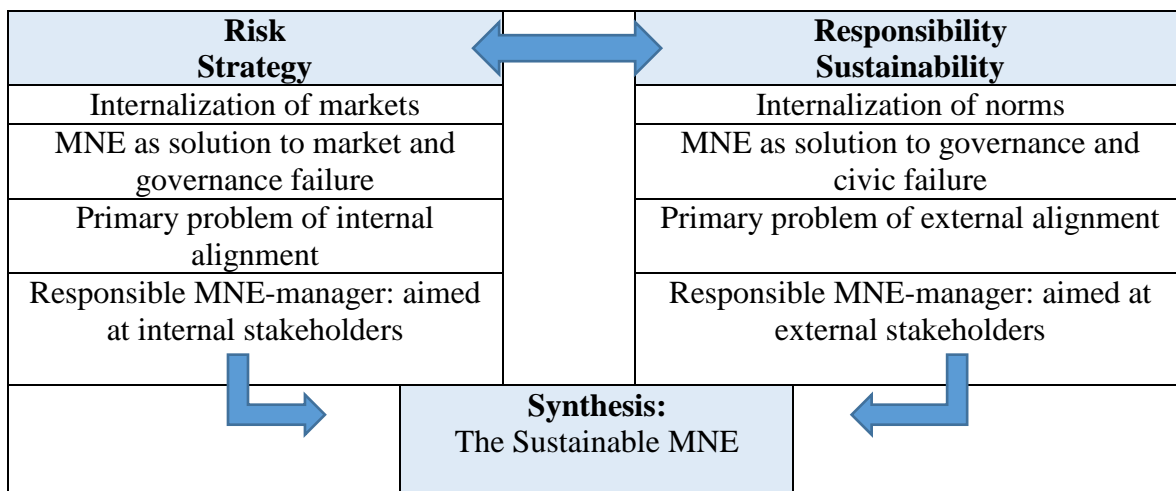 Risk
Strategy
Responsibility
Sustainability
Internalization of markets
Internalization of norms
MNE as solution to market and
governance failure
MNE as solution to governance and
civic failure
Primary problem of internal
alignment
Primary problem of external alignment
Responsible MNE-manager: aimed
at internal stakeholders
Responsible MNE-manager: aimed at
external stakeholders
Synthesis:
The Sustainable MNE